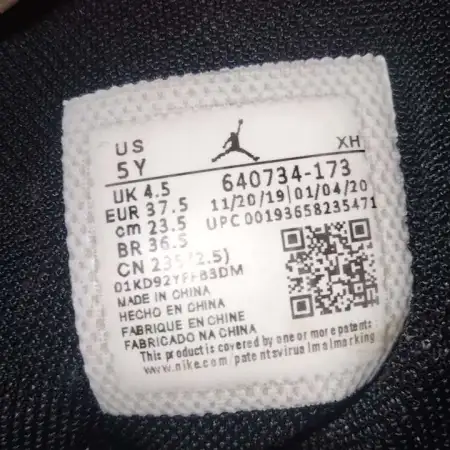 US
5Y
XH
UK 4.5
640734-173
EUR 37.5
11/20/19|01/04/20
cm 23.5
UPC 00193658235471
BR 36.5
CN 235(2.5)
MADE IN CHINA
HECHO EN CHINA
FABRIQUE EN CHINE
FABRICADO NA CHINA
This product is covered by one or more patents:
www.nike.com/patentsvirualmalmarking